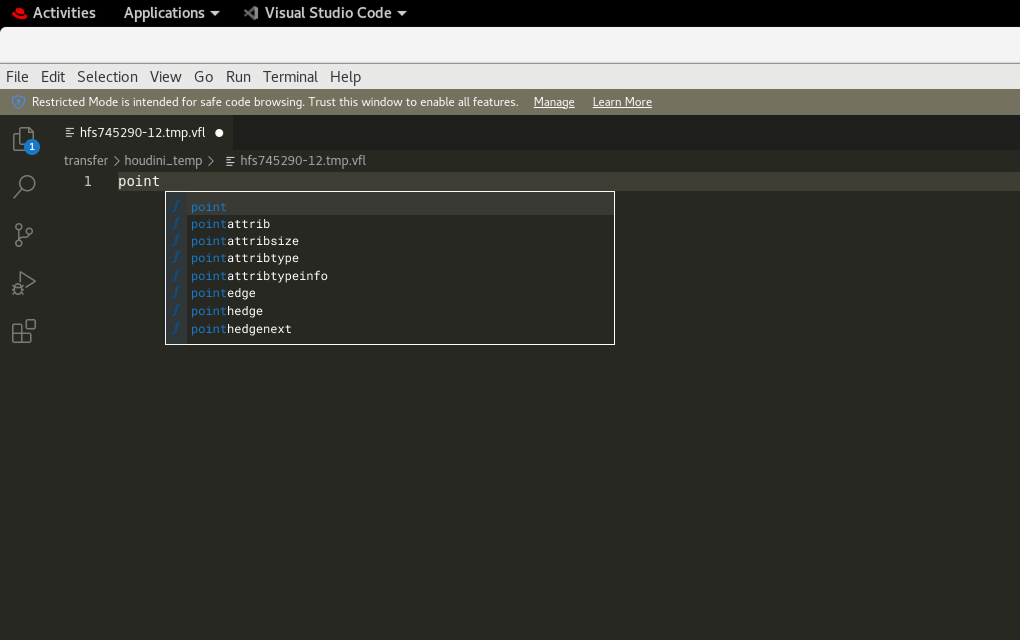 Activities Applications Visual Studio Code
File Edit Selection View Go Run Terminal Help
Restricted Mode is intended for safe code browsing. Trust this window to enable all features. Manage Learn More
hfs745290-12.tmp.vfl
1
transfer > houdini_temp > hfs745290-12.tmp.vfl
1 point
point
pointattrib
pointattribsize
pointattribtype
pointattribtypeinfo
pointedge
pointhedge
pointhedgenext